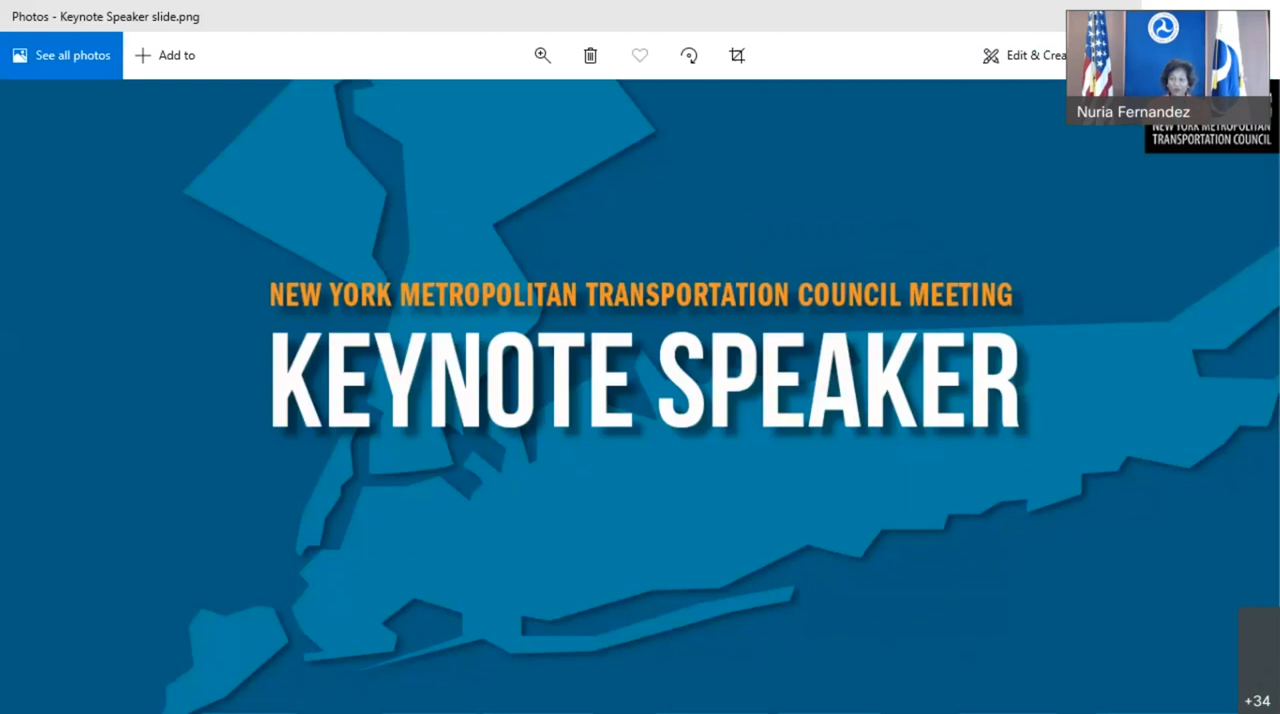 Photos - Keynote Speaker slide.png
See all photos
Add to
Edit & Crea
Nuria Fernandez
NEW YORK METROPOLITAN
TRANSPORTATION COUNCIL
NEW YORK METROPOLITAN TRANSPORTATION COUNCIL MEETING
KEYNOTE SPEAKER
+34